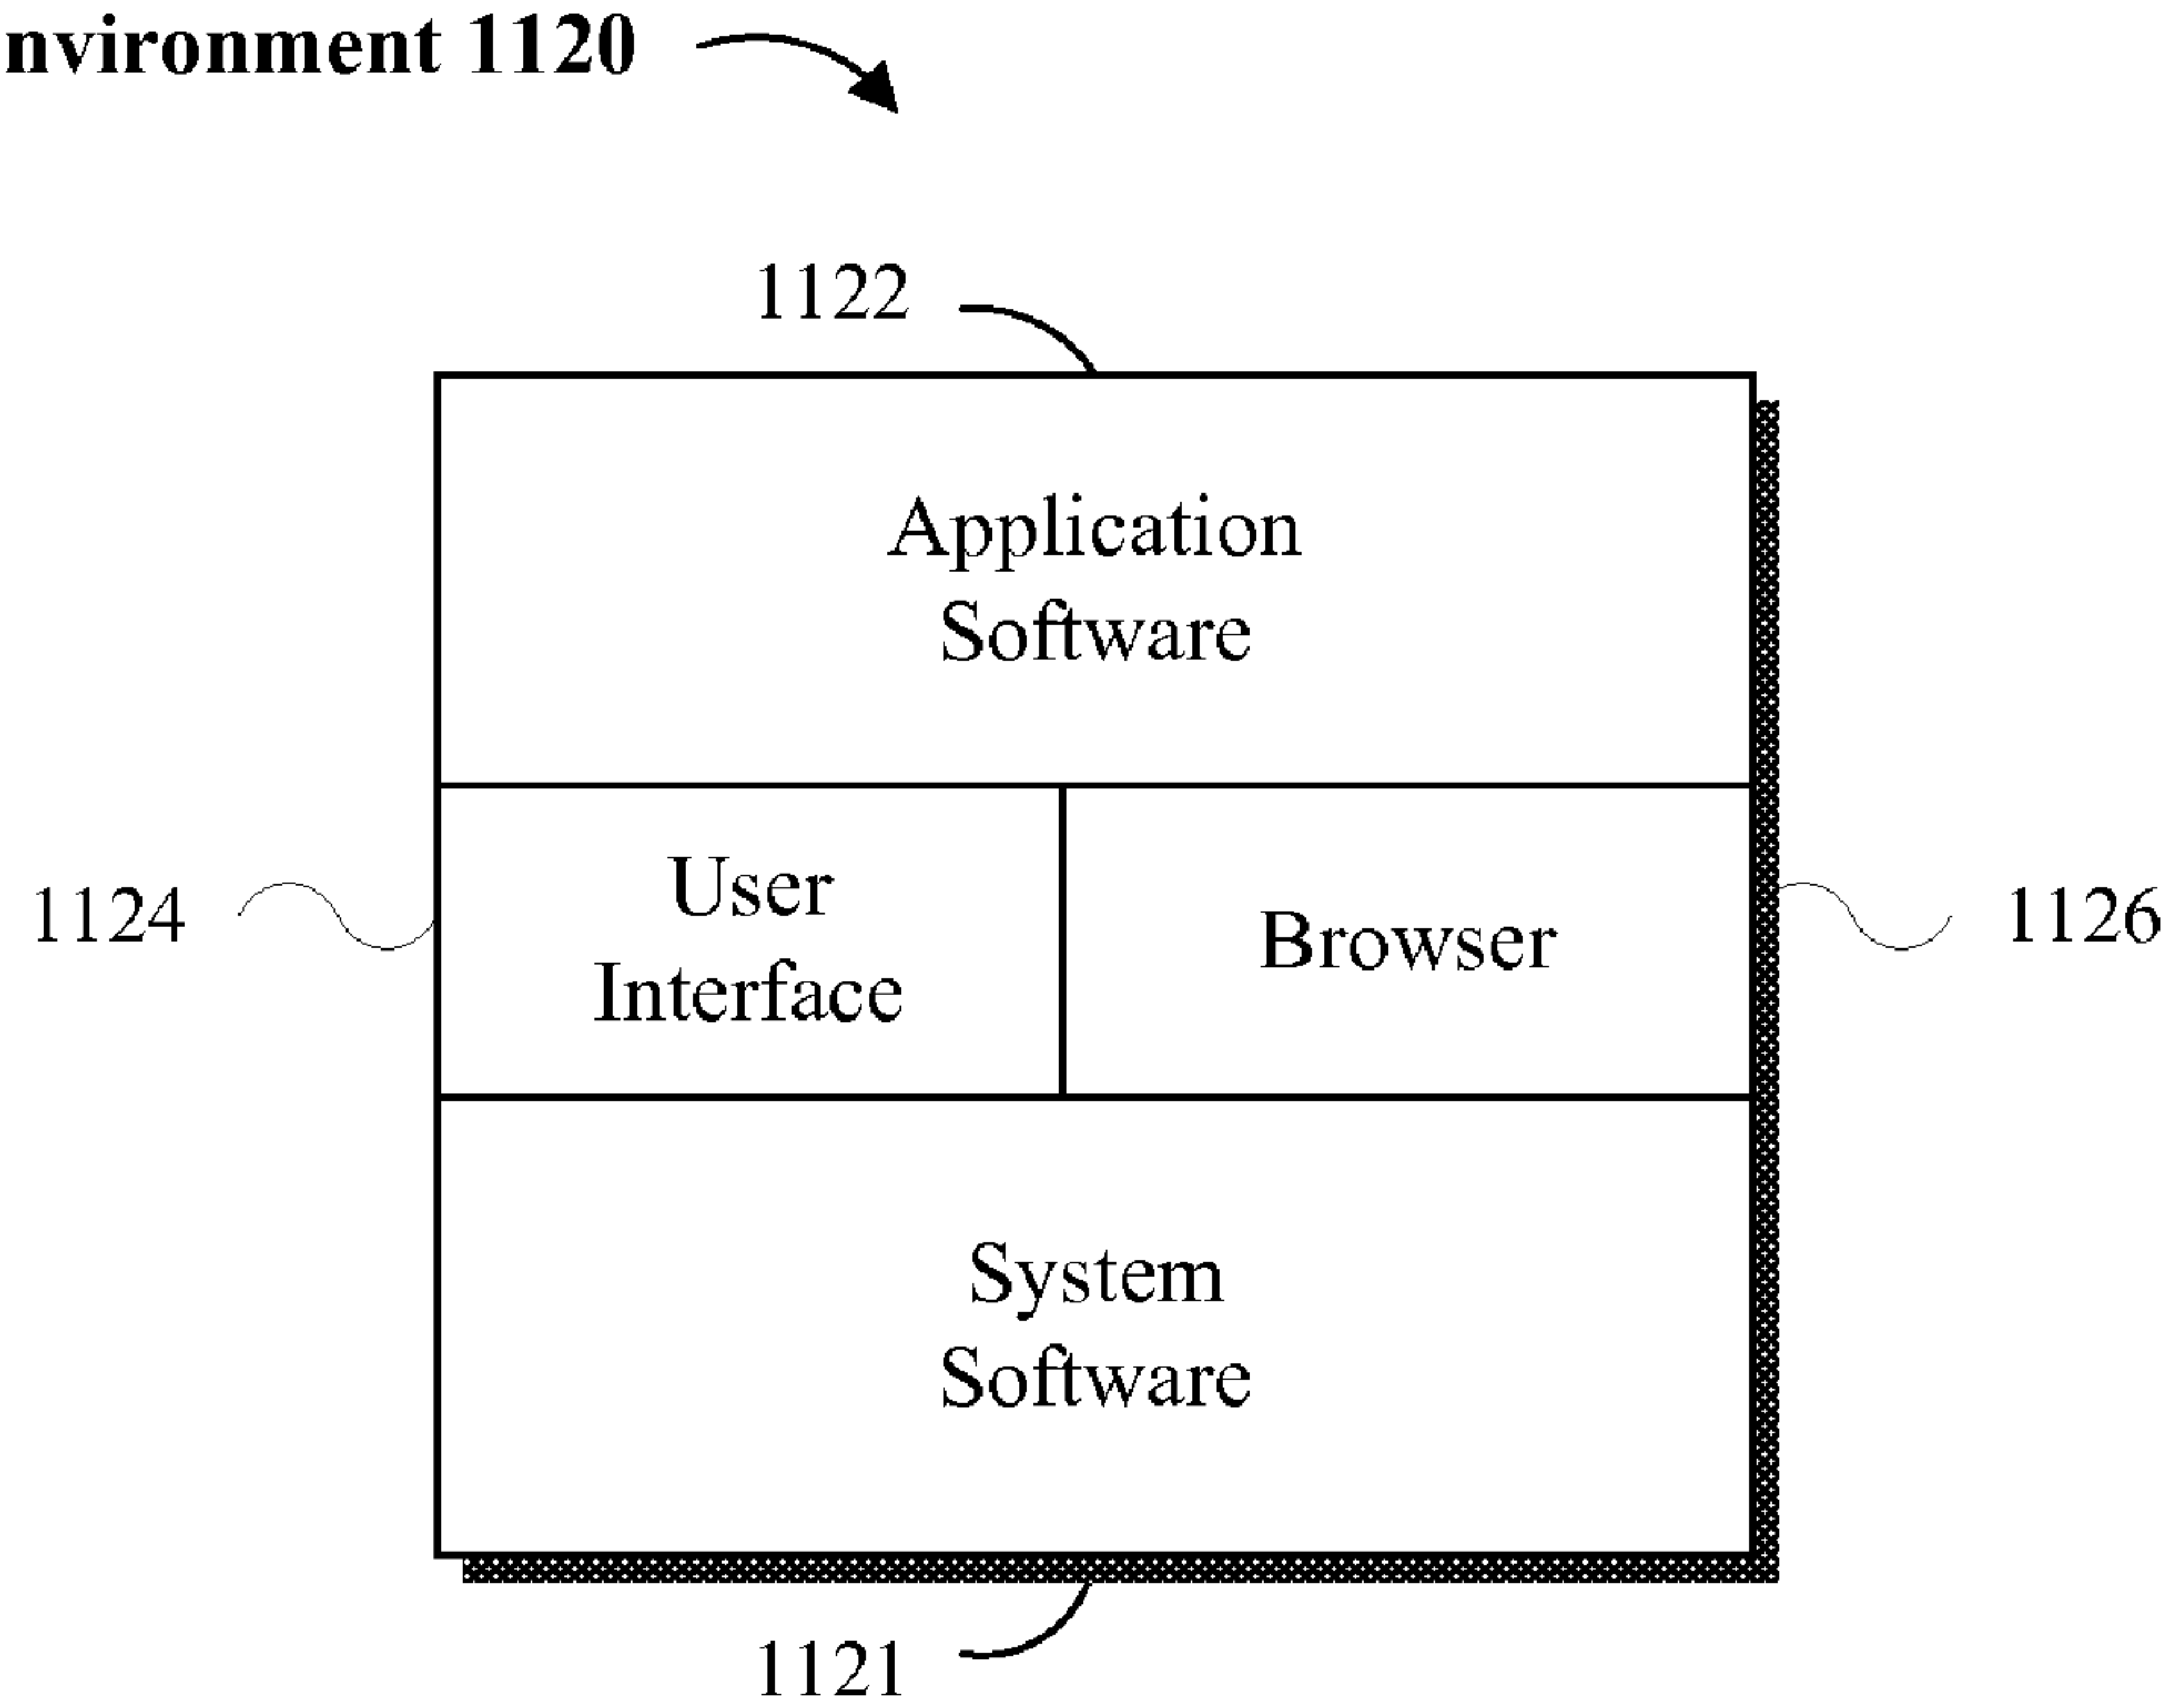 nvironment 1120
1122
Application
Software
User
Interface
Browser
1124
1126
System
Software
1121